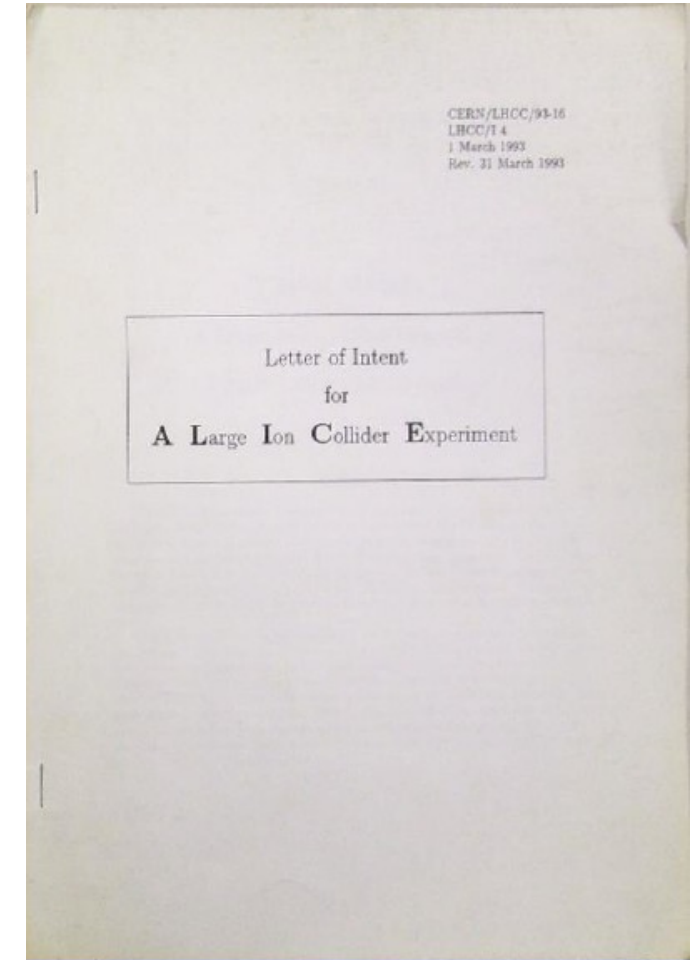 CERN/LHCC/93-16
LHCC/I 4
1 March 1993
Rev. 31 March 1993
Letter of Intent
for
A Large Ion Collider Experiment